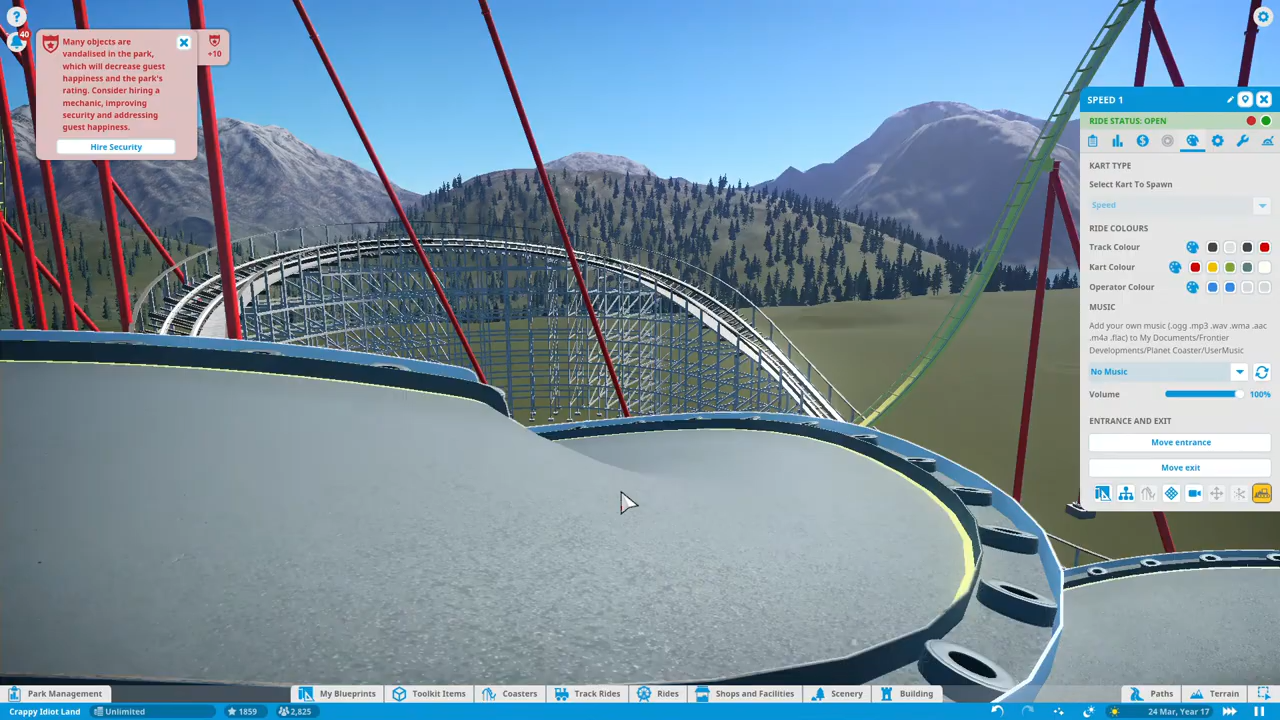 ?
40
Many objects are
vandalised in the park,
which will decrease guest
happiness and the park's
rating. Consider hiring a
mechanic, improving
security and addressing
guest happiness.
+10
Hire Security
SPEED 1
RIDE STATUS: OPEN
KART TYPE
Select Kart To Spawn
Speed
RIDE COLOURS
Track Colour
Kart Colour
Operator Colour
MUSIC
Add your own music (.ogg .mp3 .wav .wma .aac
.m4a .flac) to My Documents/Frontier
Developments/Planet Coaster/UserMusic
No Music
Volume 100%
ENTRANCE AND EXIT
Move entrance
Move exit
Park Management My Blueprints Toolkit Items Coasters Track Rides Rides Shops and Facilities Scenery Building Paths Terrain
Crappy Idiot Land Unlimited 1859 2,825 24 Mar, Year 17